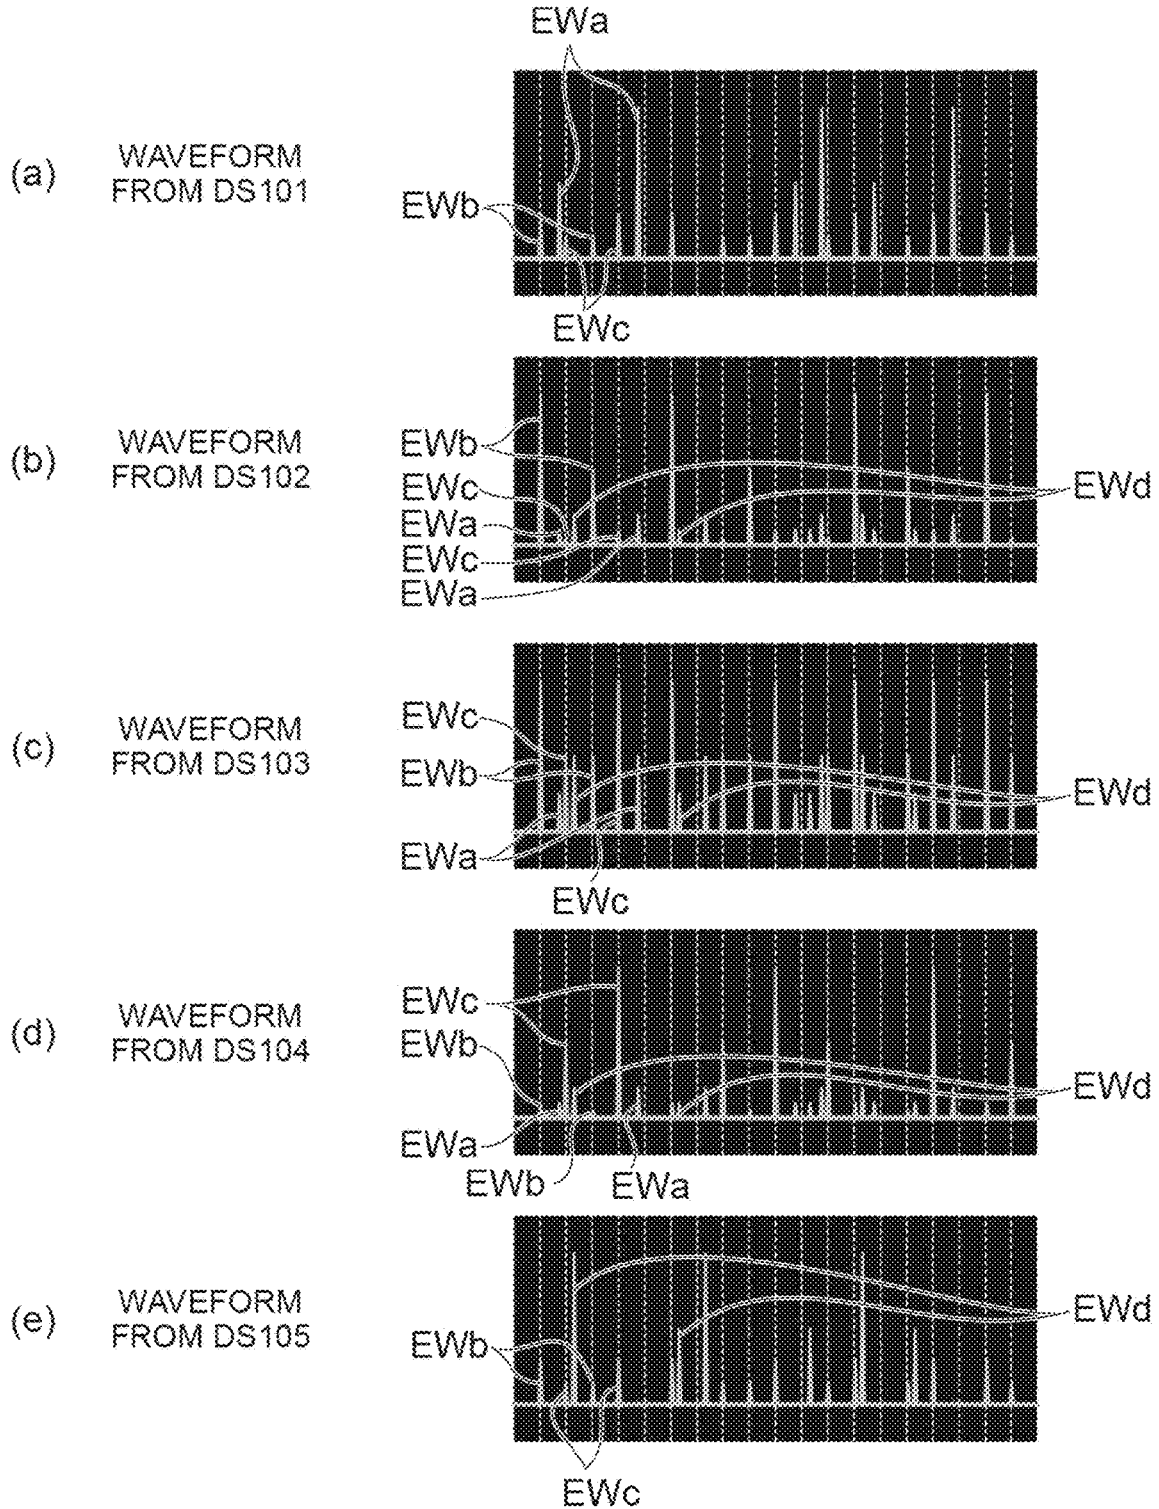 EWa
(a)
WAVEFORM
FROM DS101
EWb
EWc
(b)
WAVEFORM
FROM DS102
EWb
EWc
EWa
EWc
EWa
EWd
(c)
WAVEFORM
FROM DS103
EWc
EWb
EWd
EWa
EWc
(d)
WAVEFORM
FROM DS104
EWc
EWb
EWd
EWa
EWb
EWa
(e)
WAVEFORM
FROM DS105
EWd
EWb
EWc